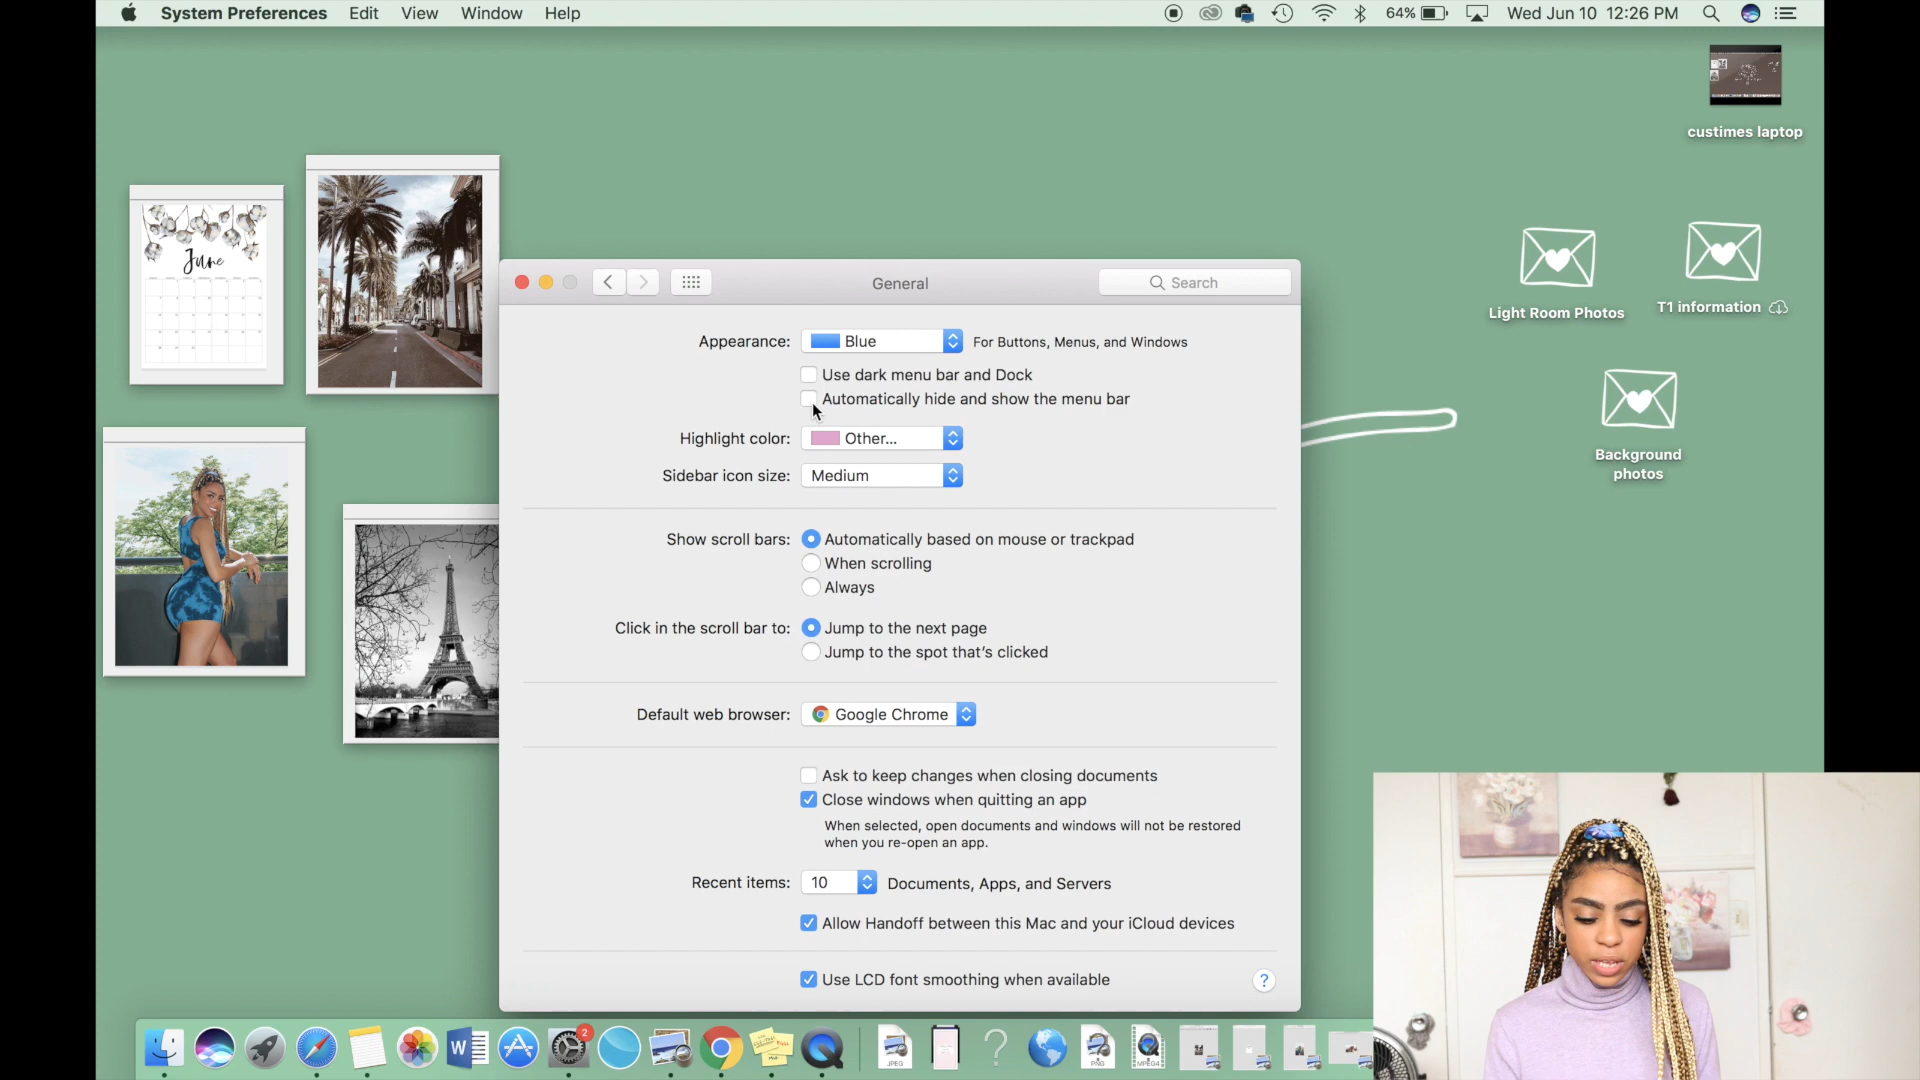 System Preferences Edit View Window Help
64% Wed Jun 10 12:26 PM
custimes laptop
June
Light Room Photos
T1 information
Background
photos
General
Search
Appearance: Blue For Buttons, Menus, and Windows
Use dark menu bar and Dock
Automatically hide and show the menu bar
Highlight color: Other...
Sidebar icon size: Medium
Show scroll bars: Automatically based on mouse or trackpad
When scrolling
Always
Click in the scroll bar to: Jump to the next page
Jump to the spot that's clicked
Default web browser: Google Chrome
Ask to keep changes when closing documents
Close windows when quitting an app
When selected, open documents and windows will not be restored
when you re-open an app.
Recent items: 10 Documents, Apps, and Servers
Allow Handoff between this Mac and your iCloud devices
Use LCD font smoothing when available
?
W
2
JPEG
?
PNG
MPEG4